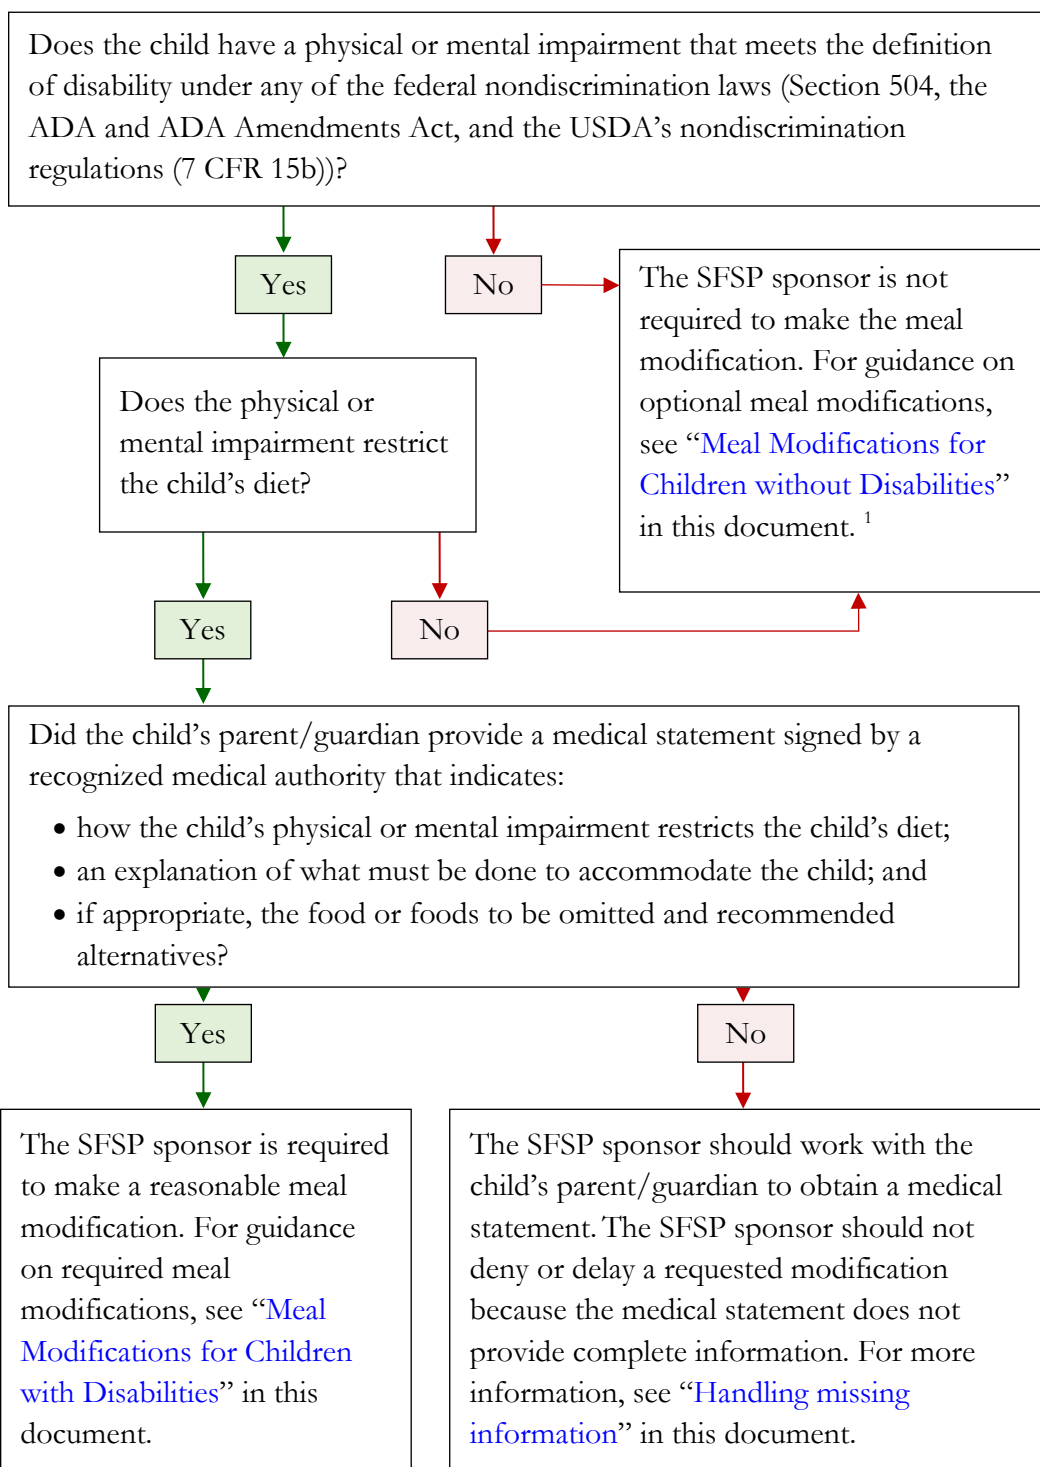 Does the child have a physical or mental impairment that meets the definition
of disability under any of the federal nondiscrimination laws (Section 504, the
ADA and ADA Amendments Act, and the USDA’s nondiscrimination
regulations (7 CFR 15b))?
Yes
No
The SFSP sponsor is not
required to make the meal
modification. For guidance on
optional meal modifications,
see “Meal Modifications for
Children without Disabilities”
in this document. 1
Does the physical or
mental impairment restrict
the child’s diet?
Yes
No
Did the child’s parent/guardian provide a medical statement signed by a
recognized medical authority that indicates:
• how the child’s physical or mental impairment restricts the child’s diet;
• an explanation of what must be done to accommodate the child; and
• if appropriate, the food or foods to be omitted and recommended
alternatives?
Yes
No
The SFSP sponsor is required
to make a reasonable meal
modification. For guidance
on required meal
modifications, see “Meal
Modifications for Children
with Disabilities” in this
document.
The SFSP sponsor should work with the
child’s parent/guardian to obtain a medical
statement. The SFSP sponsor should not
deny or delay a requested modification
because the medical statement does not
provide complete information. For more
information, see “Handling missing
information” in this document.